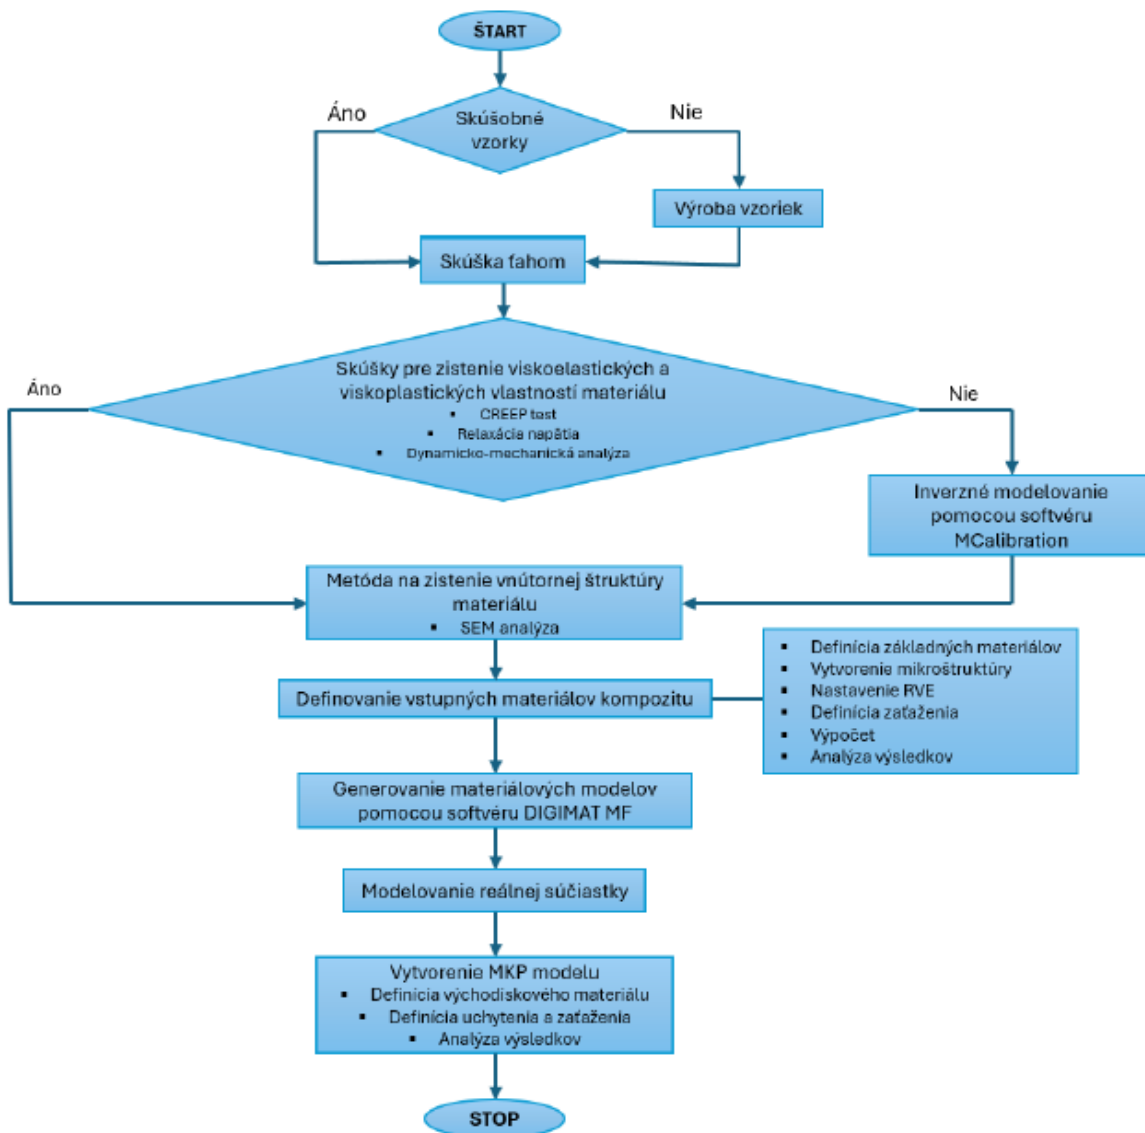 ŠTART
Áno
Nie
Skúšobné
vzorky
Výroba vzoriek
Skúška ťahom
Skúšky pre zistenie viskoelastických a
viskoplastických vlastností materiálu
▪ CREEP test
▪ Relaxácia napätia
▪ Dynamicko-mechanická analýza
Áno
Nie
Inverzné modelovanie
pomocou softvéru
MCalibration
Metóda na zistenie vnútornej štruktúry
materiálu
▪ SEM analýza
Definovanie vstupných materiálov kompozitu
▪ Definícia základných materiálov
▪ Vytvorenie mikroštruktúry
▪ Nastavenie RVE
▪ Definícia zaťaženia
▪ Výpočet
▪ Analýza výsledkov
Generovanie materiálových modelov
pomocou softvéru DIGIMAT MF
Modelovanie reálnej súčiastky
Vytvorenie MKP modelu
▪ Definícia východiskového materiálu
▪ Definícia uchytenia a zaťaženia
▪ Analýza výsledkov
STOP